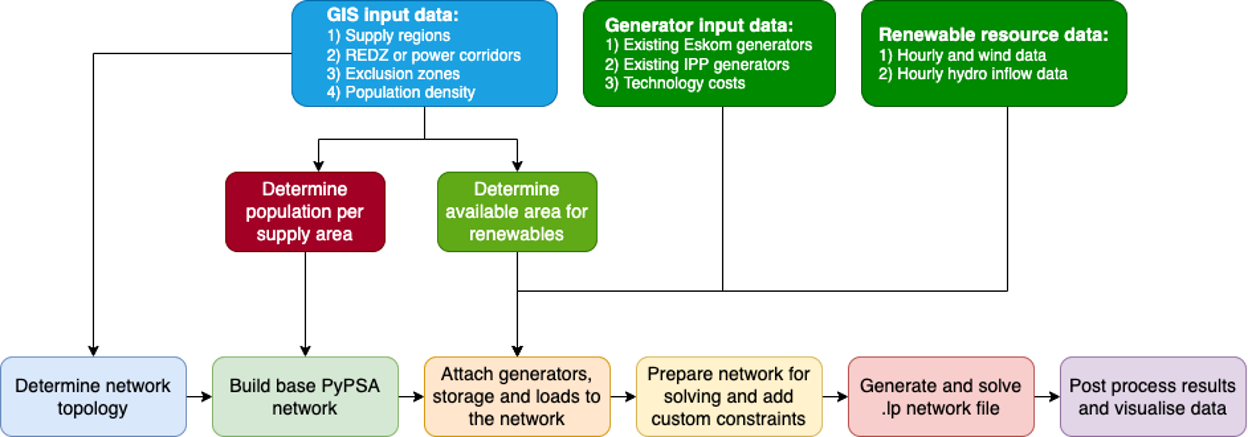 GIS input data:
1) Supply regions
2) REDZ or power corridors
3) Exclusion zones
4) Population density
Generator input data:
1) Existing Eskom generators
2) Existing IPP generators
3) Technology costs
Renewable resource data:
1) Hourly and wind data
2) Hourly hydro inflow data
Determine
population per
supply area
Determine
available area for
renewables
Determine network
topology
Build base PyPSA
network
Attach generators,
storage and loads to
the network
Prepare network for
solving and add
custom constraints
Generate and solve
.lp network file
Post process results
and visualise data